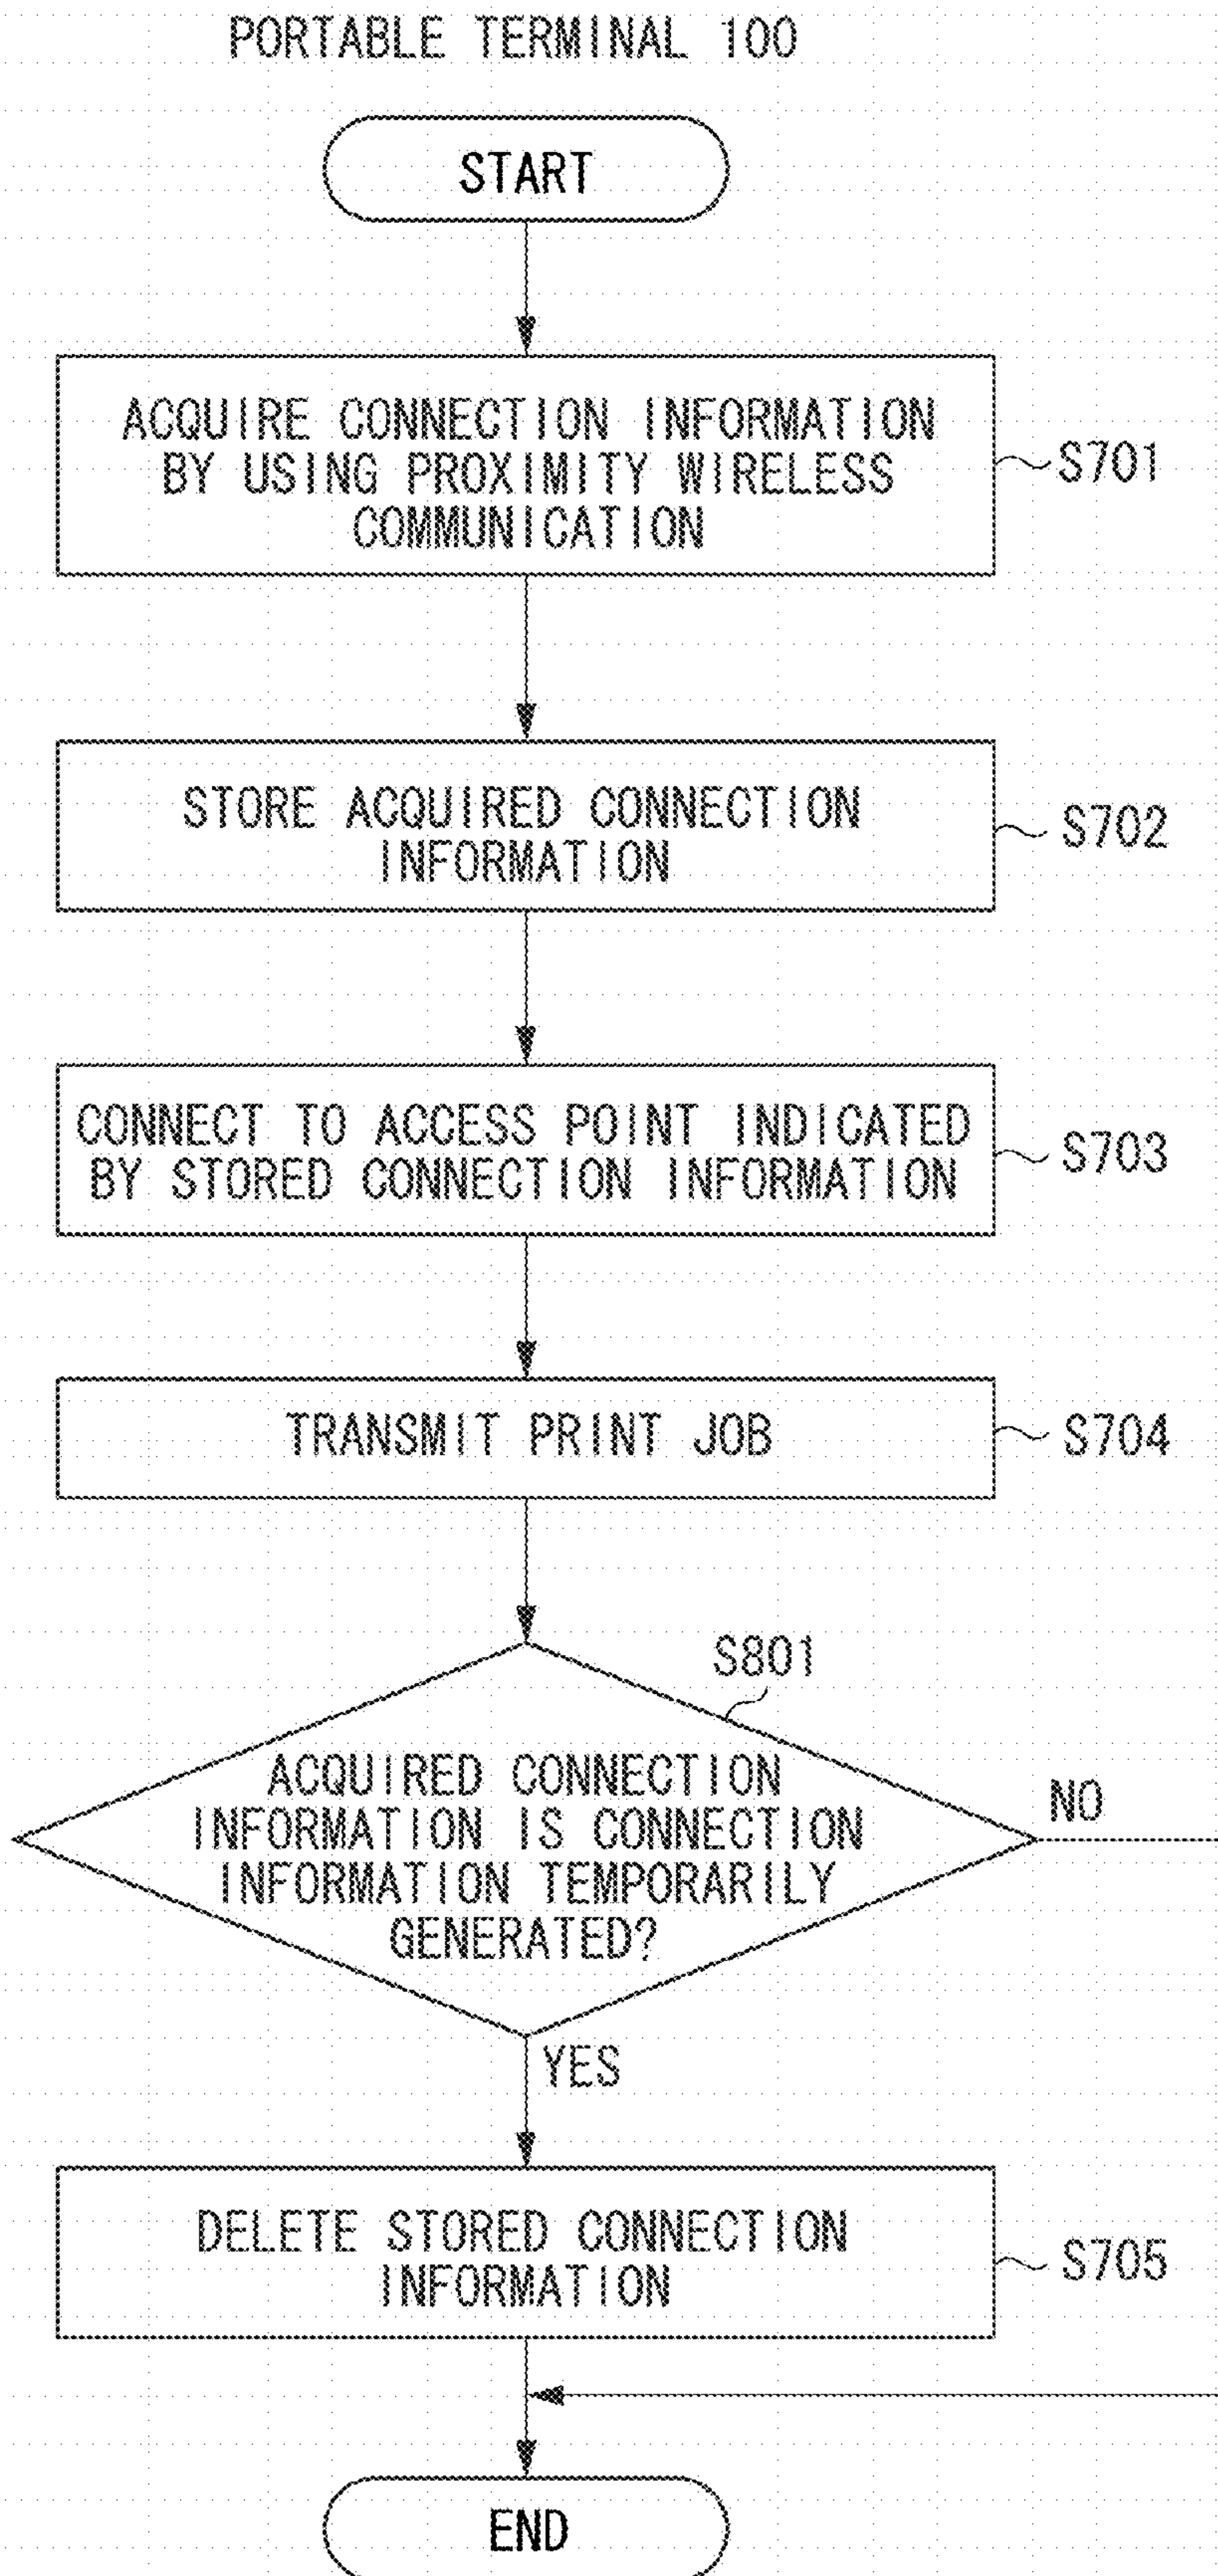 PORTABLE TERMINAL 100
START
ACQUIRE CONNECTION INFORMATION
BY USING PROXIMITY WIRELESS
COMMUNICATION
S701
STORE ACQUIRED CONNECTION
INFORMATION
S702
CONNECT TO ACCESS POINT INDICATED
BY STORED CONNECTION INFORMATION
S703
TRANSMIT PRINT JOB
S704
S801
ACQUIRED CONNECTION
INFORMATION IS CONNECTION
INFORMATION TEMPORARILY
GENERATED?
NO
YES
DELETE STORED CONNECTION
INFORMATION
S705
END